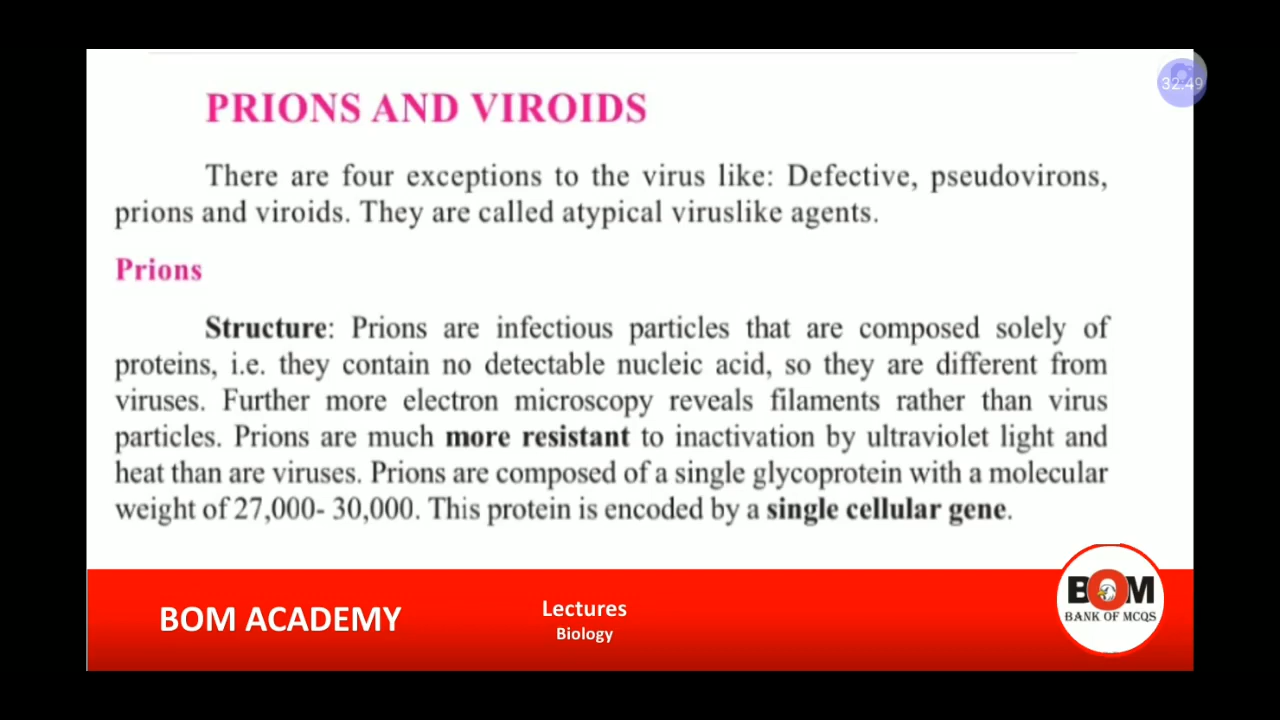 32:49
PRIONS AND VIROIDS
There are four exceptions to the virus like: Defective, pseudovirons,
prions and viroids. They are called atypical viruslike agents.
Prions
Structure: Prions are infectious particles that are composed solely of
proteins, i.e. they contain no detectable nucleic acid, so they are different from
viruses. Further more electron microscopy reveals filaments rather than virus
particles. Prions are much more resistant to inactivation by ultraviolet light and
heat than are viruses. Prions are composed of a single glycoprotein with a molecular
weight of 27,000- 30,000. This protein is encoded by a single cellular gene.
BOM ACADEMY
Lectures
Biology
BOM
BANK OF MCQS